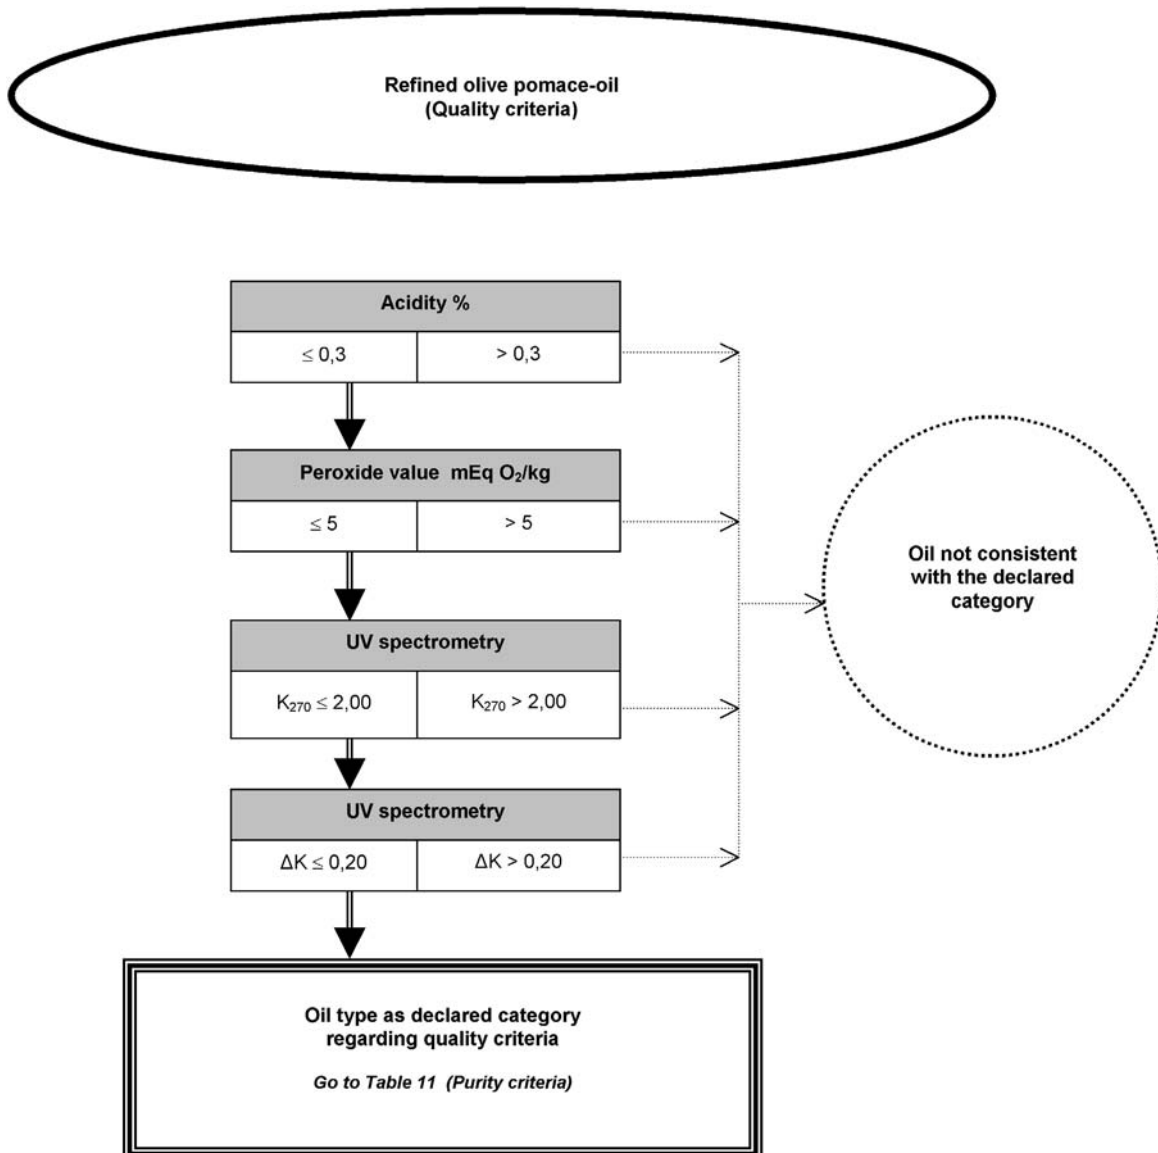 Refined olive pomace-oil
(Quality criteria)
Acidity %
≤ 0,3
> 0,3
Peroxide value mEq O₂/kg
≤ 5
> 5
UV spectrometry
K₂₇₀ ≤ 2,00
K₂₇₀ > 2,00
UV spectrometry
ΔK ≤ 0,20
ΔK > 0,20
Oil not consistent
with the declared
category
Oil type as declared category
regarding quality criteria
Go to Table 11 (Purity criteria)